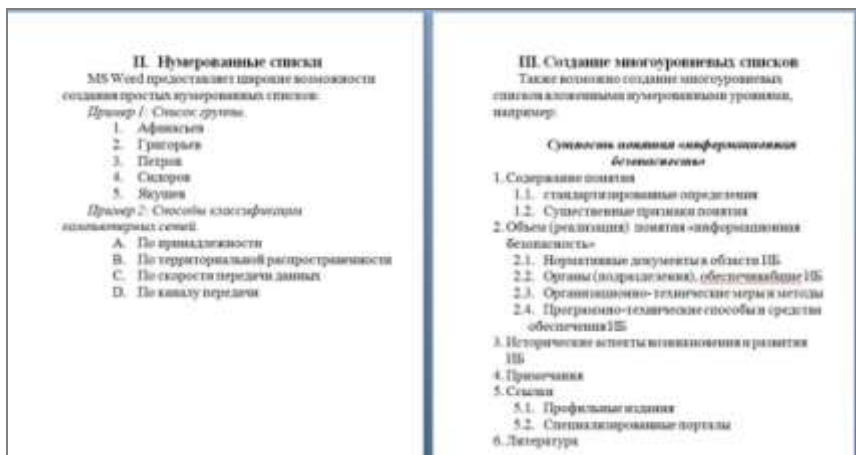 II. Нумерованные списки
MS Word предоставляет широкие возможности
создания простых нумерованных списков:
Пример 1: Список группы.
1. Афанасьев
2. Григорьев
3. Петров
4. Сидоров
5. Якушев
Пример 2: Способы классификации
компьютерных сетей.
A. По принадлежности
B. По территориальной распространенности
C. По скорости передачи данных
D. По каналу передачи
III. Создание многоуровневых списков
Также возможно создание многоуровневых
списков вложенными нумерованными уровнями,
например:
Сущность понятия «информационная
безопасность»
1. Содержание понятия
1.1. стандартизированные определения
1.2. Существенные признаки понятия
2. Объем (реализация) понятия «информационная
безопасность»
2.1. Нормативные документы в области ИБ
2.2. Органы (подразделения), обеспечивающие ИБ
2.3. Организационно- технические меры и методы
2.4. Программно-технические способы и средства
обеспечения ИБ
3. Исторические аспекты возникновения и развития
ИБ
4. Примечания
5. Ссылки
5.1. Профильные издания
5.2. Специализированные порталы
6. Литература